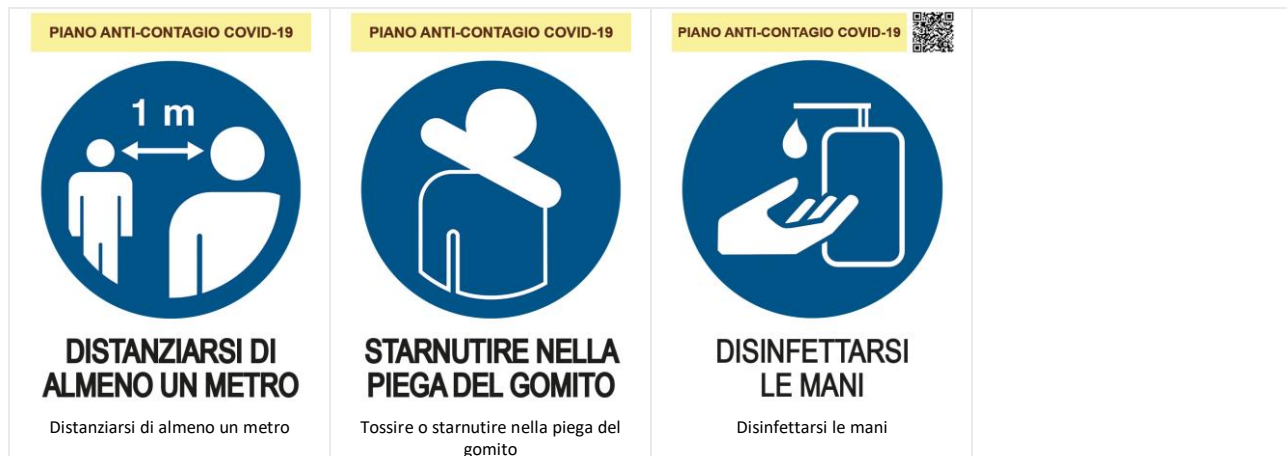 PIANO ANTI-CONTAGIO COVID-19
1 m
DISTANZIARSI DI
ALMENO UN METRO
Distanziarsi di almeno un metro
PIANO ANTI-CONTAGIO COVID-19
STARNUTIRE NELLA
PIEGA DEL GOMITO
Tossire o starnutire nella piega del
gomito
PIANO ANTI-CONTAGIO COVID-19
DISINFETTARSI
LE MANI
Disinfettarsi le mani